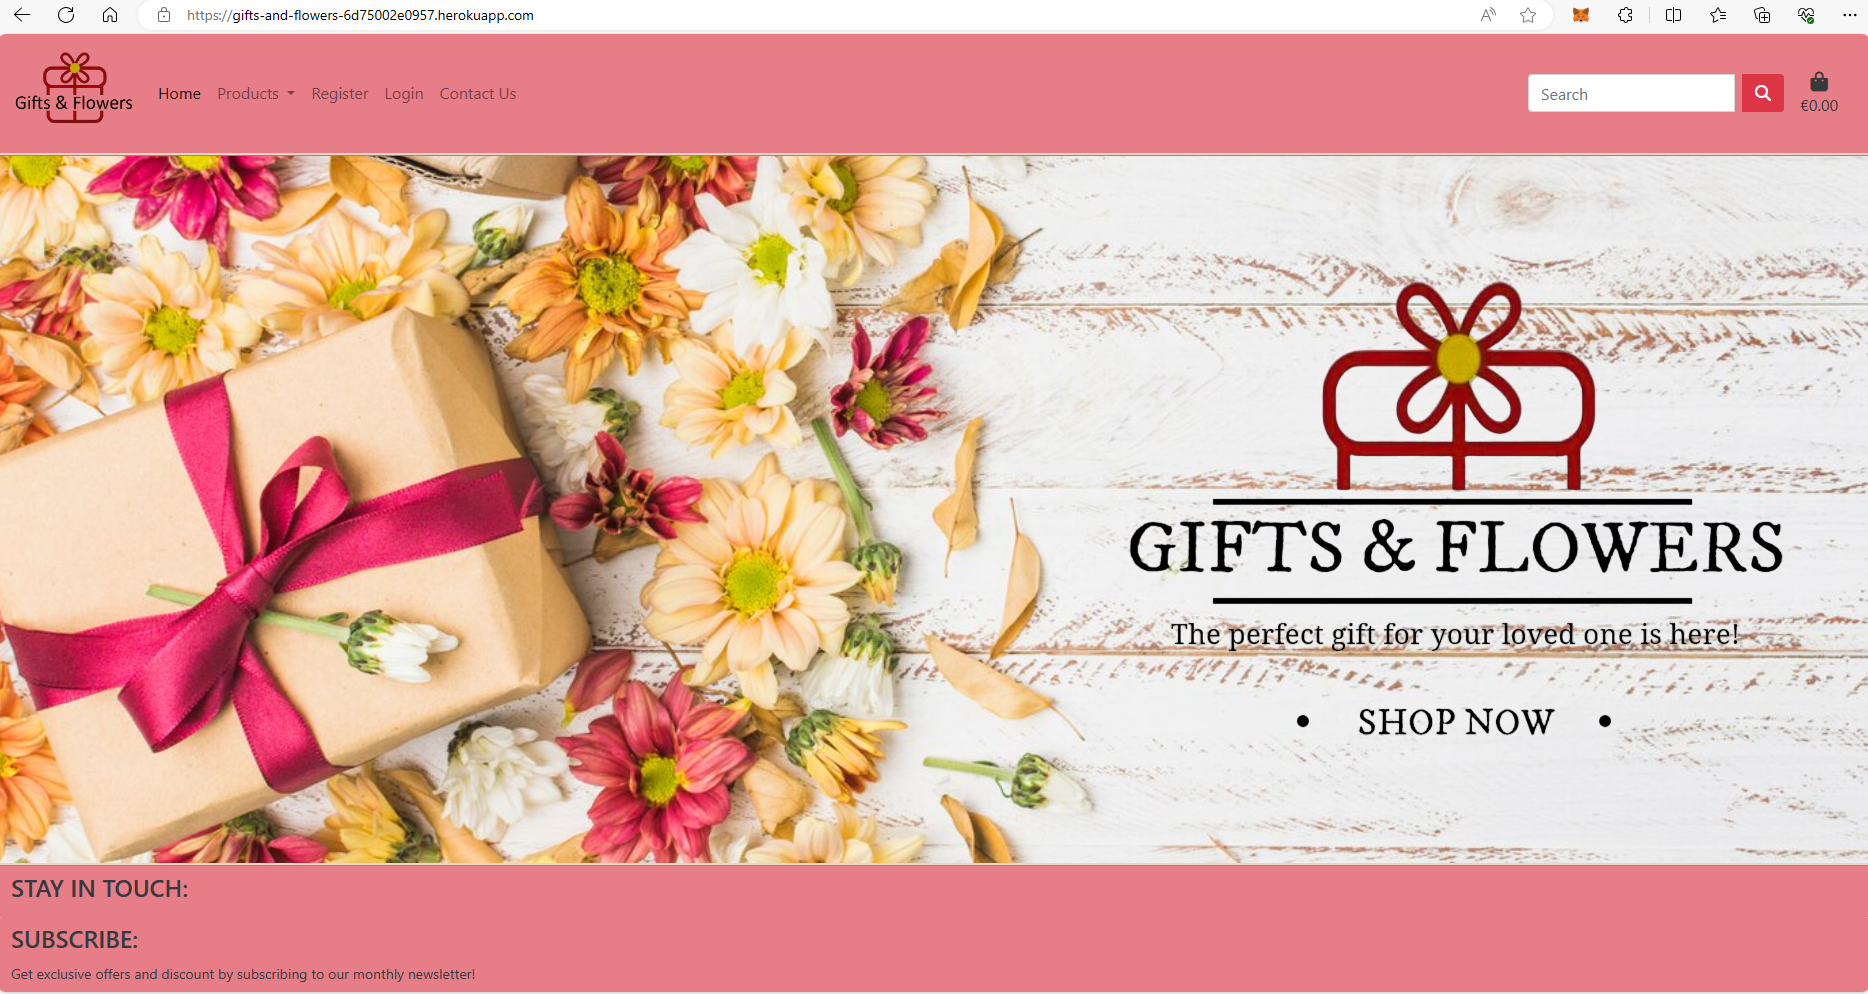 https://gifts-and-flowers-6d75002e0957.herokuapp.com
Gifts & Flowers
Home Products Register Login Contact Us
Search
€0.00
GIFTS & FLOWERS
The perfect gift for your loved one is here!
• SHOP NOW •
STAY IN TOUCH:
SUBSCRIBE:
Get exclusive offers and discount by subscribing to our monthly newsletter!